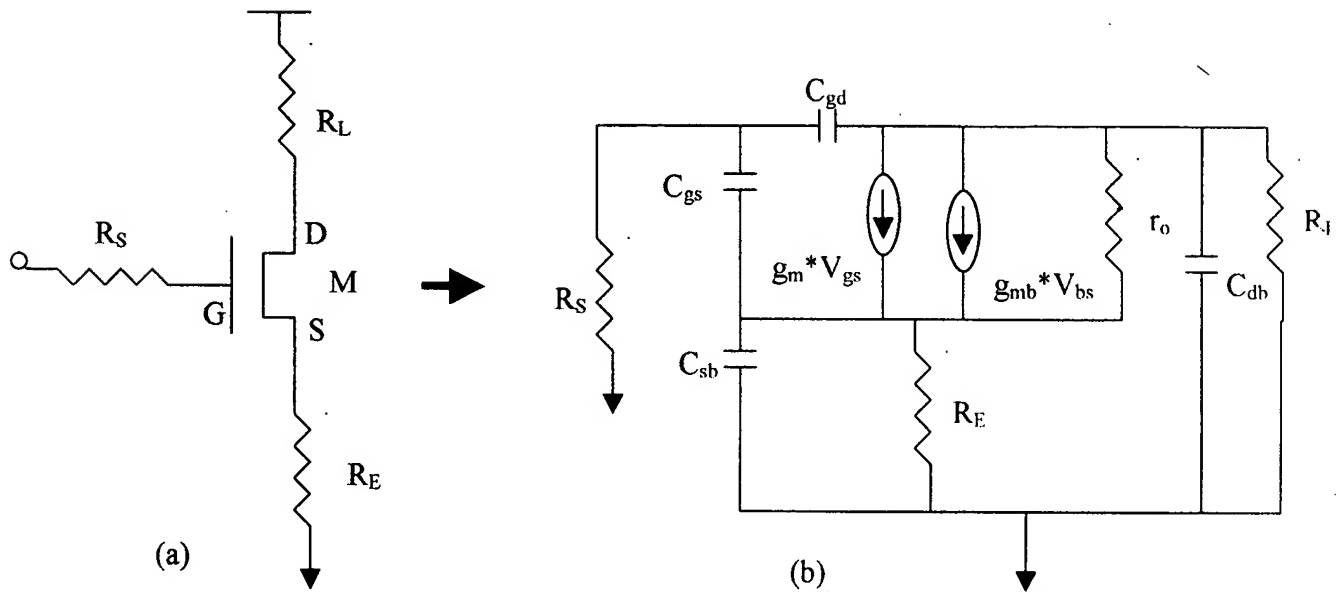 R_L
R_S
D
M
G
S
R_E
(a)
C_gd
C_gs
r_o
R_S
g_m*V_gs
g_mb*V_bs
C_db
C_sb
R_E
(b)